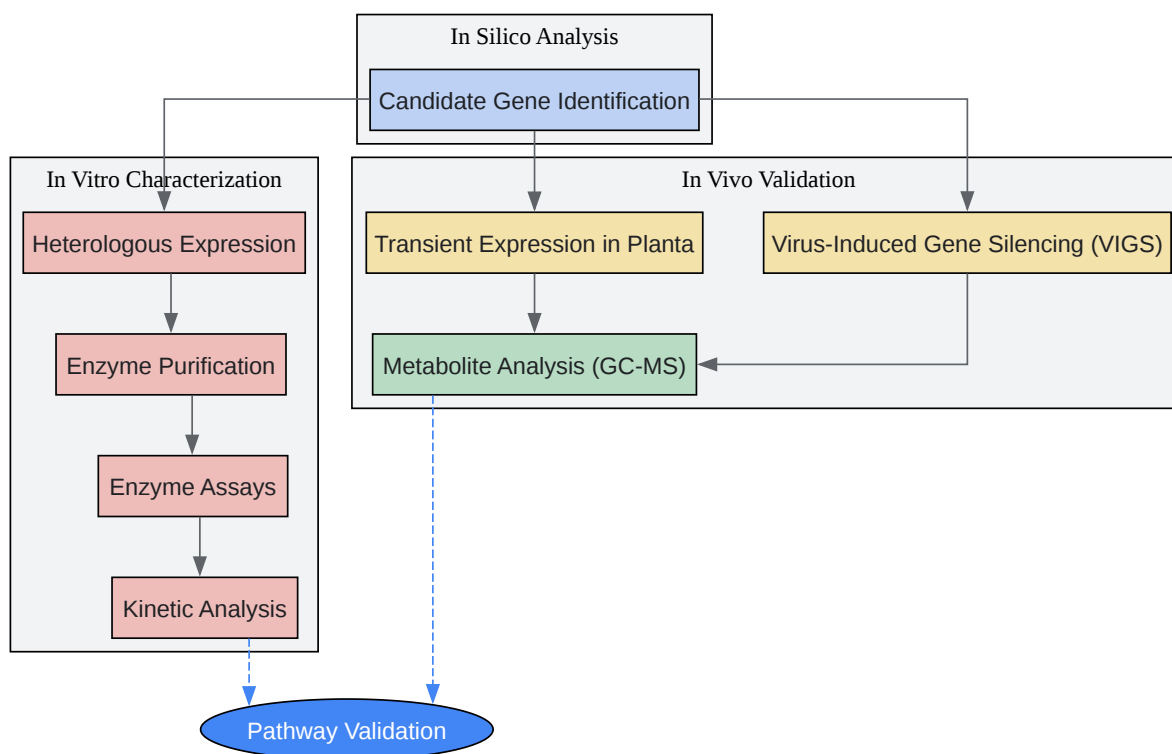 In Silico Analysis
Candidate Gene Identification
In Vitro Characterization
Heterologous Expression
Enzyme Purification
Enzyme Assays
Kinetic Analysis
In Vivo Validation
Transient Expression in Planta
Virus-Induced Gene Silencing (VIGS)
Metabolite Analysis (GC-MS)
Pathway Validation